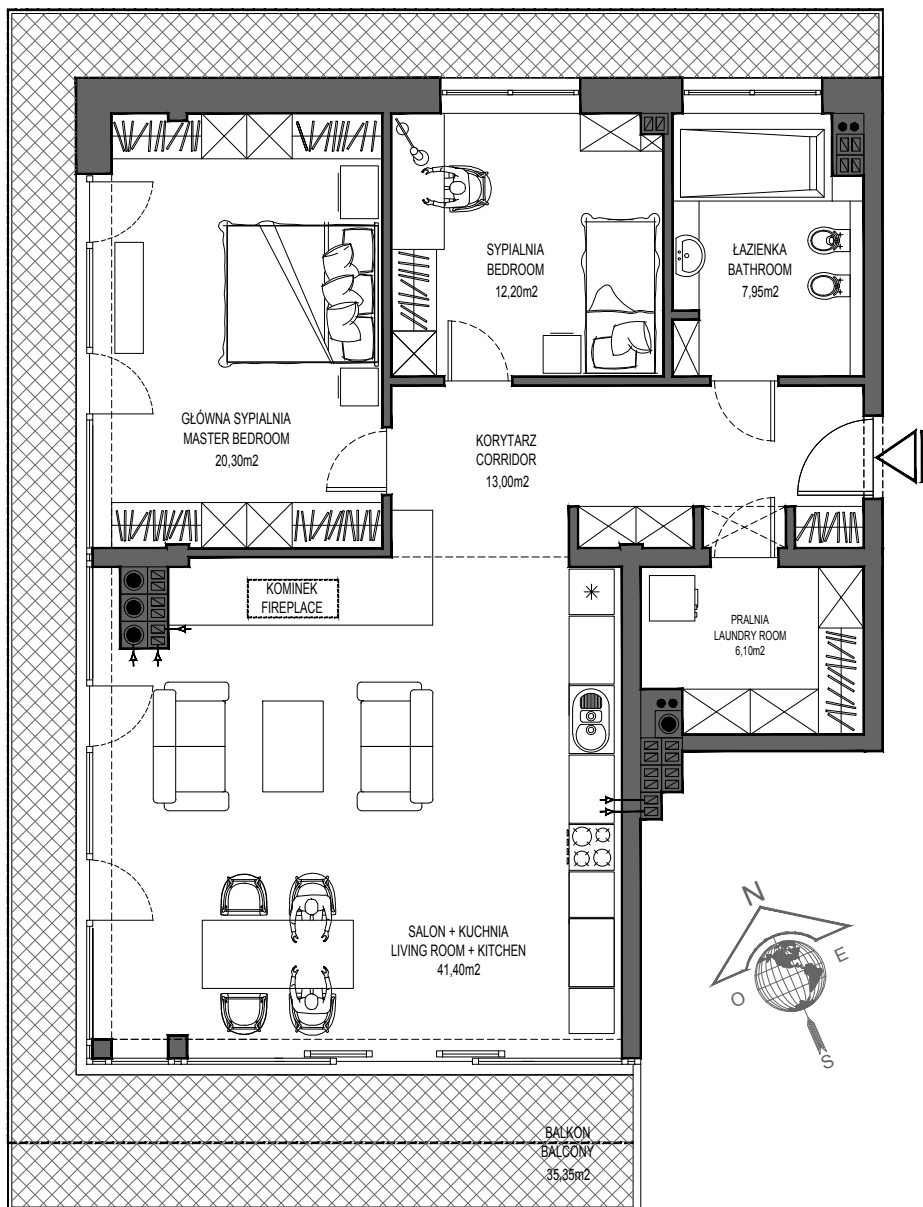 SYPIALNIA
BEDROOM
12,20m2
ŁAZIENKA
BATHROOM
7,95m2
GŁÓWNA SYPIALNIA
MASTER BEDROOM
20,30m2
KORYTARZ
CORRIDOR
13,00m2
KOMINEK
FIREPLACE
PRALNIA
LAUNDRY ROOM
6,10m2
SALON + KUCHNIA
LIVING ROOM + KITCHEN
41,40m2
N
E
O
S
BALKON
BALCONY
35,35m2